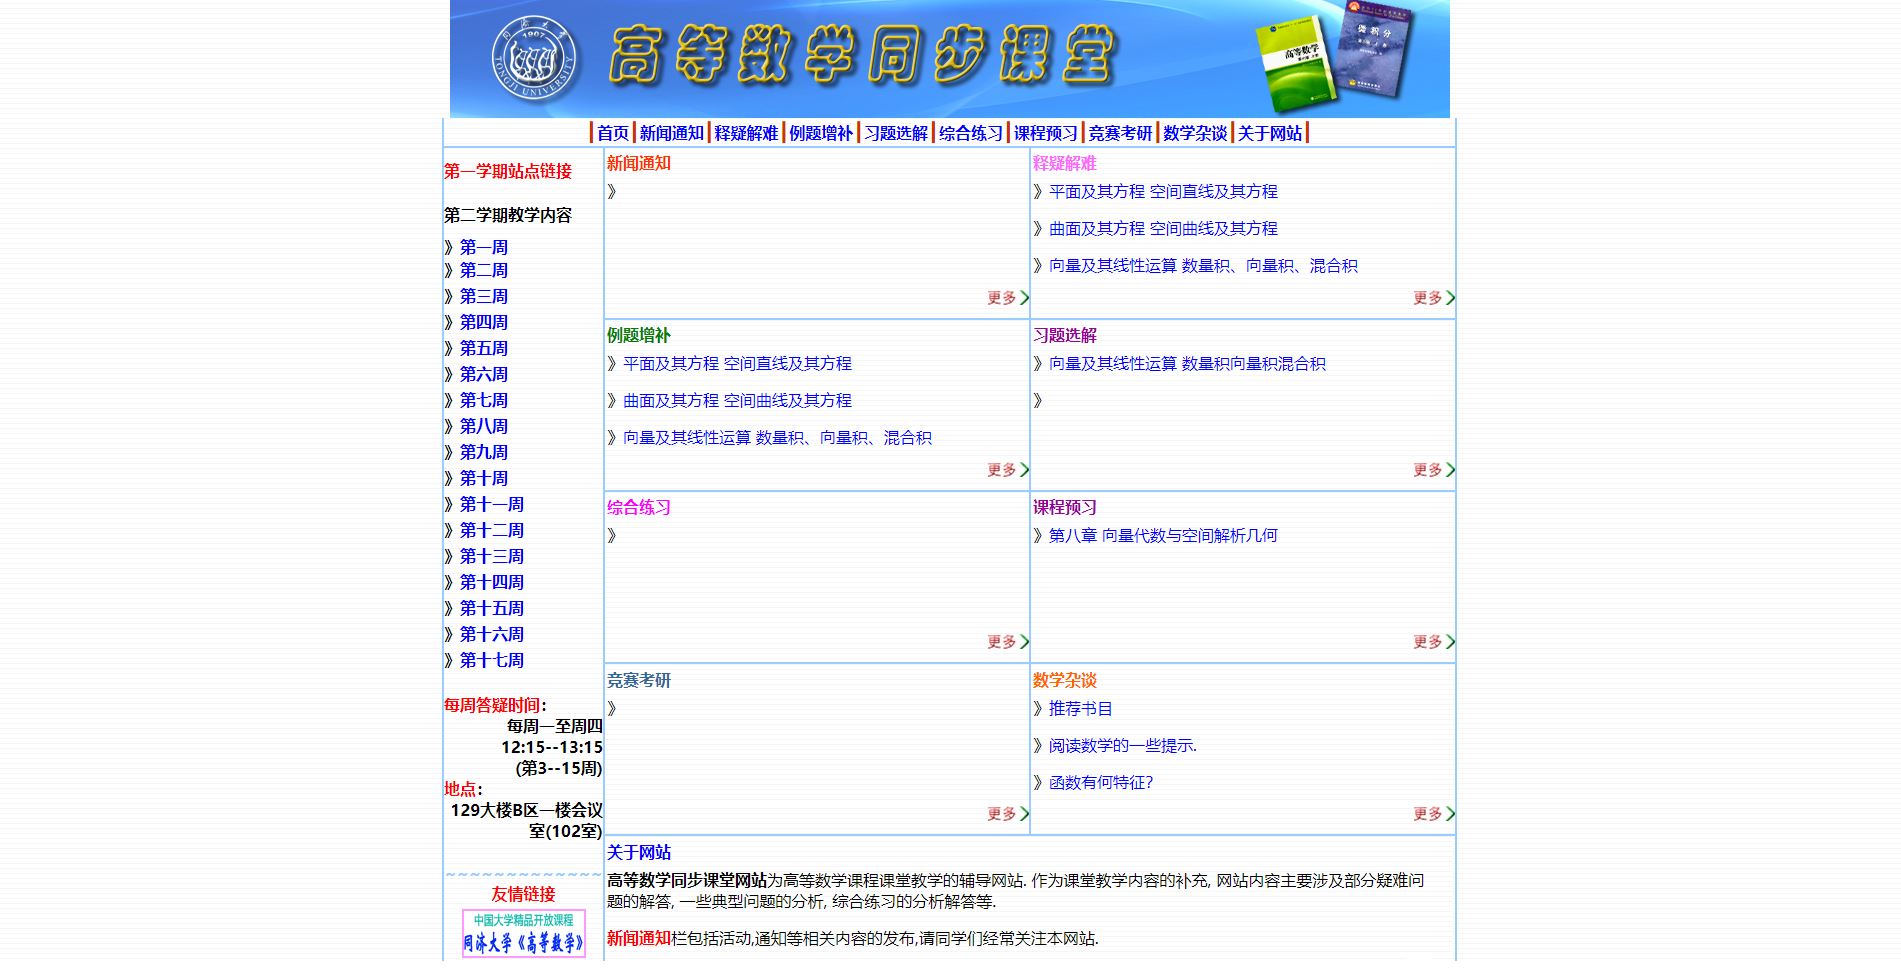 1907
TONGJI UNIVERSITY
高等数学同步课堂
高等数学
微积分
首页 新闻通知 释疑解难 例题增补 习题选解 综合练习 课程预习 竞赛考研 数学杂谈 关于网站
第一学期站点链接
第二学期教学内容
》第一周
》第二周
》第三周
》第四周
》第五周
》第六周
》第七周
》第八周
》第九周
》第十周
》第十一周
》第十二周
》第十三周
》第十四周
》第十五周
》第十六周
》第十七周
每周答疑时间：
每周一至周四
12:15--13:15
(第3--15周)
地点：
129大楼B区一楼会议
室(102室)
~~~~~~~~~~~~~
友情链接
中国大学精品开放课程
同济大学《高等数学》
新闻通知
》
更多
释疑解难
》平面及其方程 空间直线及其方程
》曲面及其方程 空间曲线及其方程
》向量及其线性运算 数量积、向量积、混合积
更多
例题增补
》平面及其方程 空间直线及其方程
》曲面及其方程 空间曲线及其方程
》向量及其线性运算 数量积、向量积、混合积
更多
习题选解
》向量及其线性运算 数量积向量积混合积
》
更多
综合练习
》
更多
课程预习
》第八章 向量代数与空间解析几何
更多
竞赛考研
》
更多
数学杂谈
》推荐书目
》阅读数学的一些提示.
》函数有何特征？
更多
关于网站
高等数学同步课堂网站为高等数学课程课堂教学的辅导网站. 作为课堂教学内容的补充, 网站内容主要涉及部分疑难问
题的解答, 一些典型问题的分析, 综合练习的分析解答等.
新闻通知栏包括活动,通知等相关内容的发布,请同学们经常关注本网站.